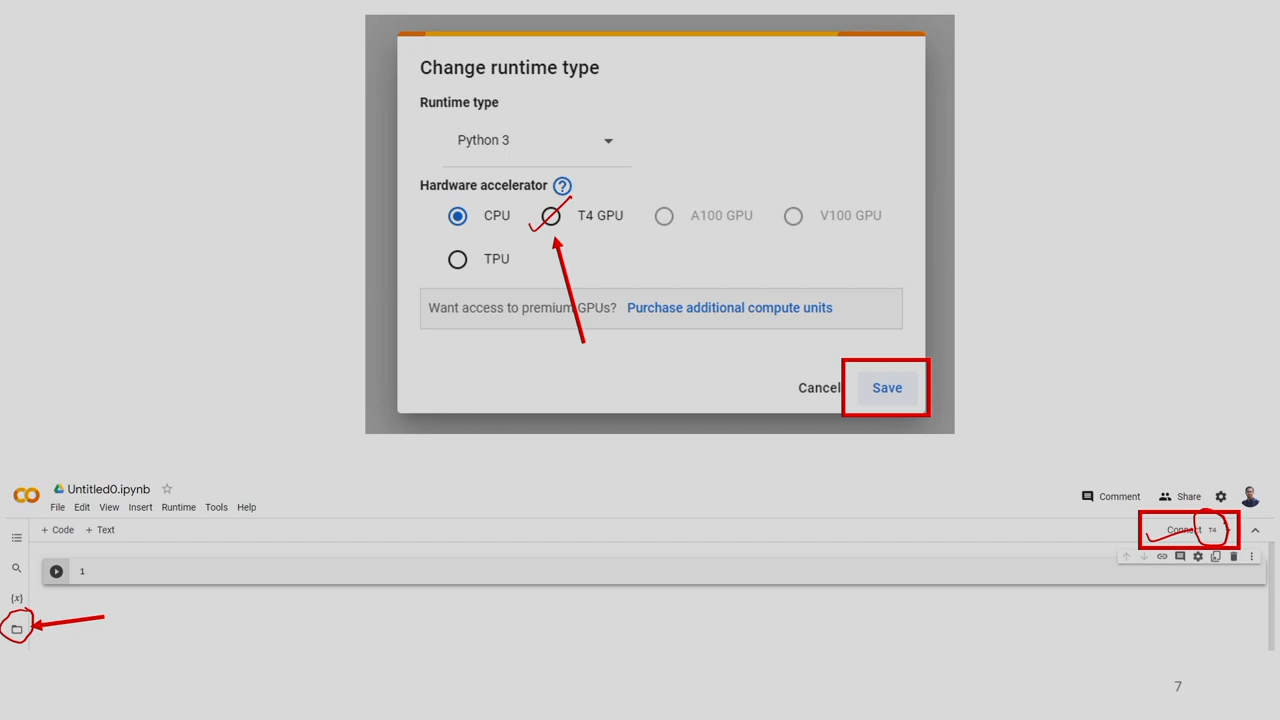 Change runtime type
Runtime type
Python 3
Hardware accelerator ?
CPU T4 GPU A100 GPU V100 GPU
TPU
Want access to premium GPUs? Purchase additional compute units
Cancel Save
Untitled0.ipynb
Comment Share
File Edit View Insert Runtime Tools Help
+ Code + Text
Connect T4
1
{x}
7